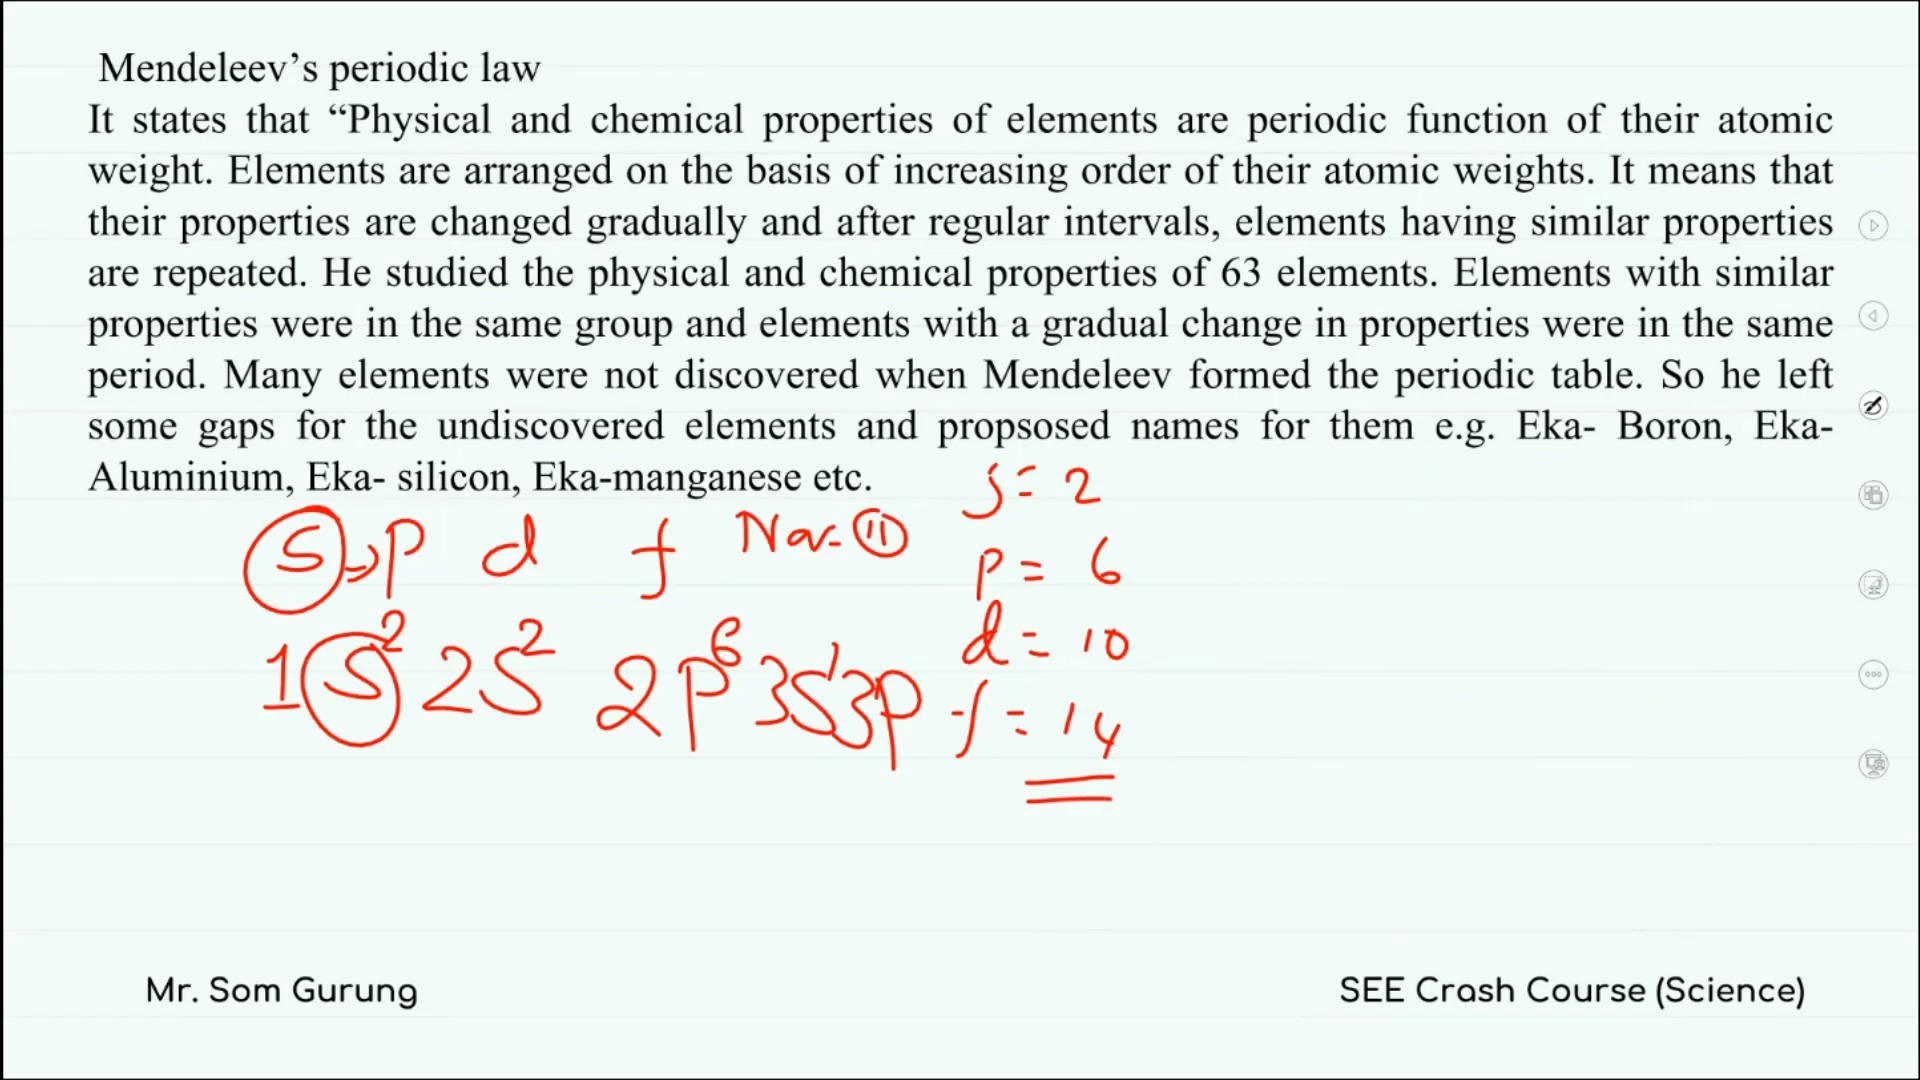 Mendeleev’s periodic law
It states that “Physical and chemical properties of elements are periodic function of their atomic
weight. Elements are arranged on the basis of increasing order of their atomic weights. It means that
their properties are changed gradually and after regular intervals, elements having similar properties
are repeated. He studied the physical and chemical properties of 63 elements. Elements with similar
properties were in the same group and elements with a gradual change in properties were in the same
period. Many elements were not discovered when Mendeleev formed the periodic table. So he left
some gaps for the undiscovered elements and propsosed names for them e.g. Eka- Boron, Eka-
Aluminium, Eka- silicon, Eka-manganese etc.
s = 2
s p d f 11
p = 6
d = 10
1s² 2s² 2p⁶ 3s¹ 3p
f = 14
Mr. Som Gurung
SEE Crash Course (Science)